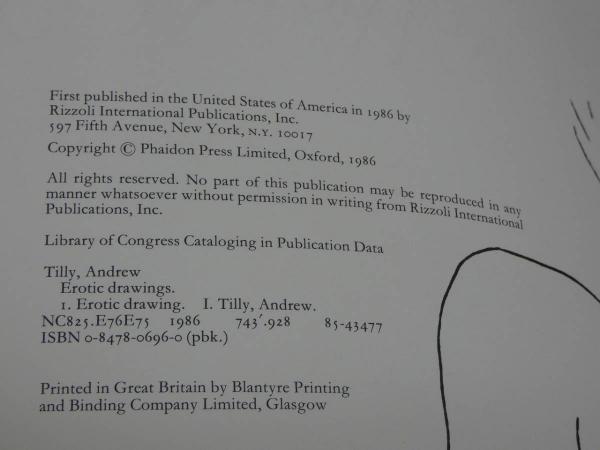 First published in the United States of America in 1986 by
Rizzoli International Publications, Inc.
597 Fifth Avenue, New York, N.Y. 10017
Copyright © Phaidon Press Limited, Oxford, 1986
All rights reserved. No part of this publication may be reproduced in any
manner whatsoever without permission in writing from Rizzoli International
Publications, Inc.
Library of Congress Cataloging in Publication Data
Tilly, Andrew
Erotic drawings.
1. Erotic drawing. I. Tilly, Andrew.
NC825.E76E75 1986 743′.928 85-43477
ISBN 0-8478-0696-0 (pbk.)
Printed in Great Britain by Blantyre Printing
and Binding Company Limited, Glasgow